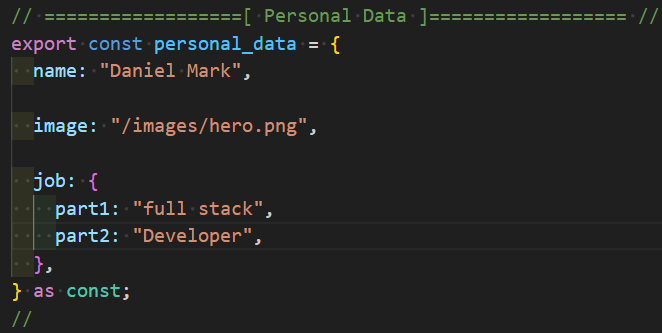 // ==================[ Personal Data ]================== //
export const personal_data = {
  name: "Daniel Mark",
  image: "/images/hero.png",
  job: {
    part1: "full stack",
    part2: "Developer",
  },
} as const;
//